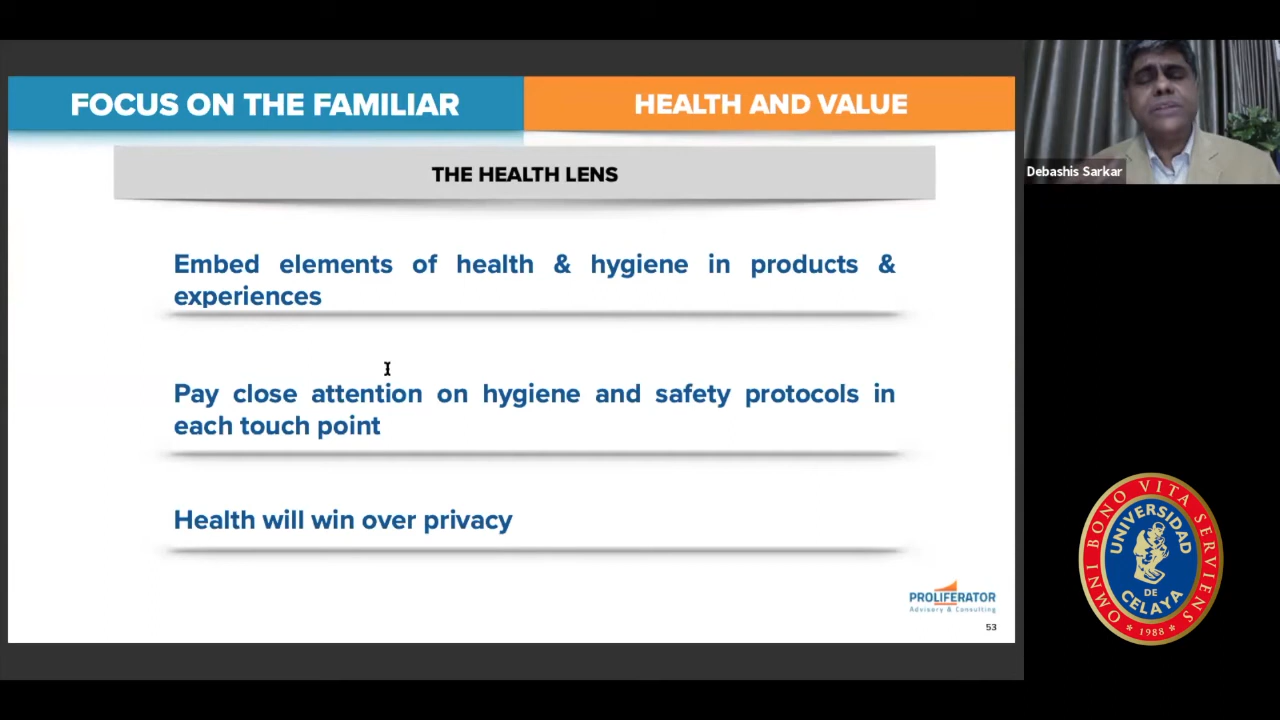 FOCUS ON THE FAMILIAR
HEALTH AND VALUE
THE HEALTH LENS
Embed elements of health & hygiene in products &
experiences
Pay close attention on hygiene and safety protocols in
each touch point
Health will win over privacy
PROLIFERATOR
Advisory & Consulting
53
Debashis Sarkar
OMNI BONO VITA SERVIENS
UNIVERSIDAD
DE
CELAYA
* 1988 *